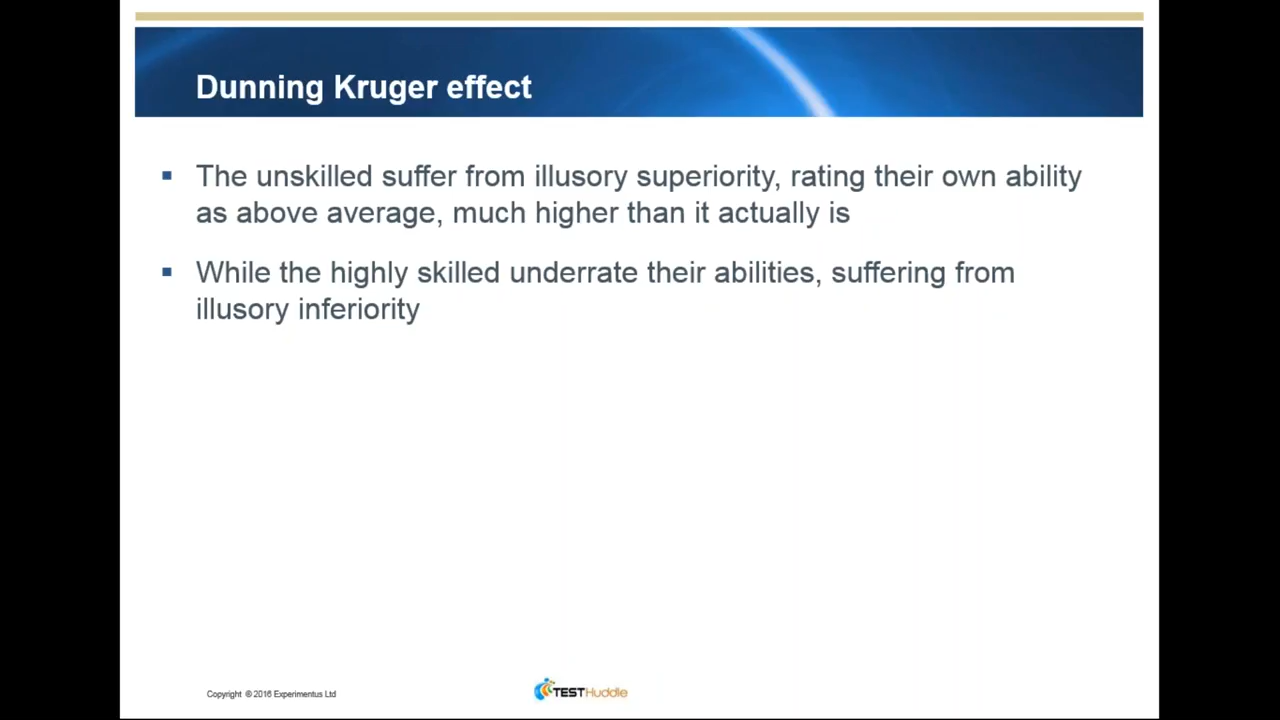 Dunning Kruger effect
The unskilled suffer from illusory superiority, rating their own ability
as above average, much higher than it actually is
While the highly skilled underrate their abilities, suffering from
illusory inferiority
Copyright © 2016 Experimentus Ltd
TESTHuddle